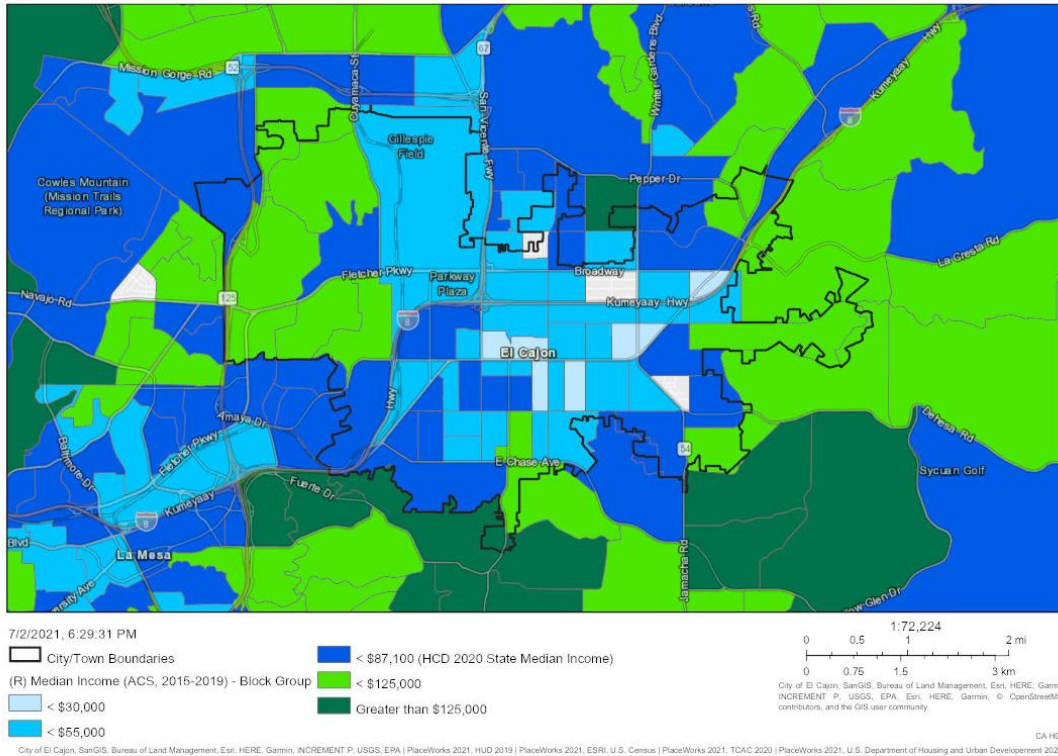 67
Mission Gorge Rd
52
Cuyamaca St
San Vicente Fwy
Winter Gardens Blvd
Kumeyaay Hwy
8
Gillespie
Field
Pepper Dr
Cowles Mountain
(Mission Trails
Regional Park)
La Cresta Rd
Navajo Rd
125
Fletcher Pkwy
Parkway
Plaza
Broadway
Kumeyaay Hwy
8
El Cajon
Hwy
Amaya Dr
Fletcher Pkwy
Baltimore Dr
E Chase Ave
54
Dehesa Rd
Sycuan Golf
Fuerte Dr
Kumeyaay
8
Blvd
La Mesa
Jamacha Rd
7/2/2021, 6:29:31 PM
City/Town Boundaries
(R) Median Income (ACS, 2015-2019) - Block Group
< $30,000
< $55,000
< $87,100 (HCD 2020 State Median Income)
< $125,000
Greater than $125,000
1:72,224
0 0.5 1 2 mi
0 0.75 1.5 3 km
City of El Cajon, SanGIS, Bureau of Land Management, Esri, HERE, Garmin,
INCREMENT P, USGS, EPA, Esri, HERE, Garmin, © OpenStreetMap
contributors, and the GIS user community
City of El Cajon, SanGIS, Bureau of Land Management, Esri, HERE, Garmin, INCREMENT P, USGS, EPA | PlaceWorks 2021, HUD 2019 | PlaceWorks 2021, ESRI, U.S. Census | PlaceWorks 2021, TCAC 2020 | PlaceWorks 2021, U.S. Department of Housing and Urban Development